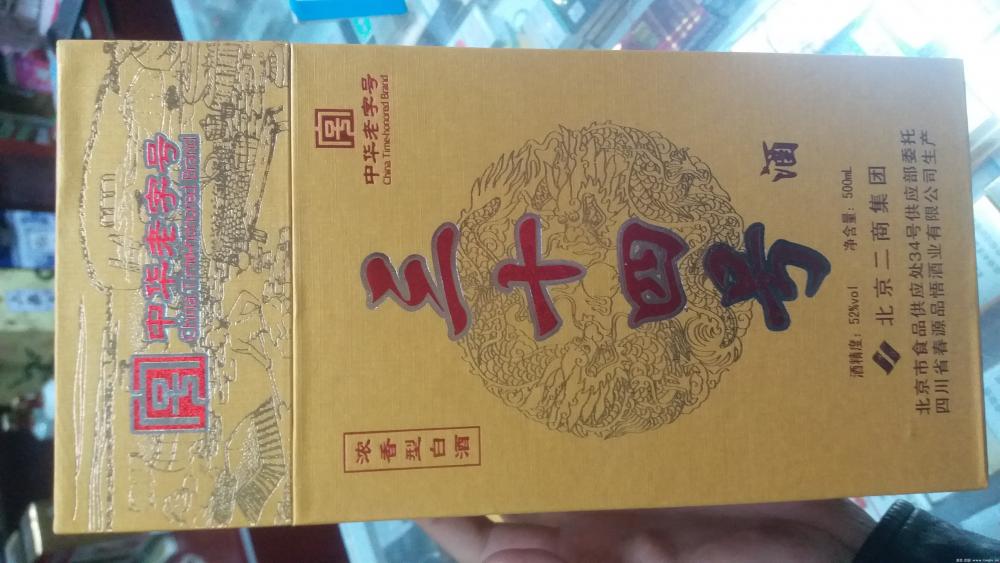 中华老字号
China Time-honored Brand
中华老字号
China Time-honored Brand
浓香型白酒
三十四号
酒
酒精度：52%vol 净含量：500mL
北京二商集团
北京市食品供应处34号供应部委托
四川省春源品悟酒业有限公司生产